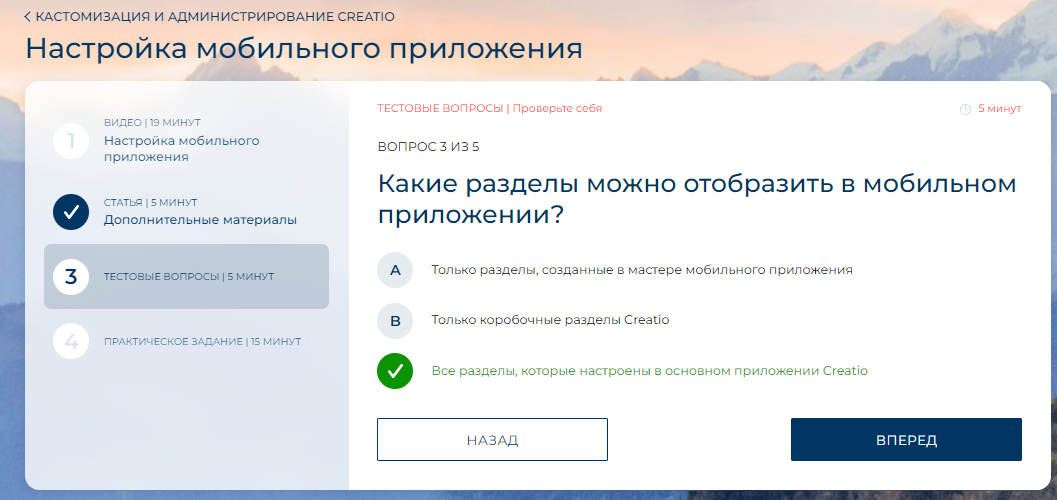 КАСТОМИЗАЦИЯ И АДМИНИСТРИРОВАНИЕ CREATIO
Настройка мобильного приложения
1
ВИДЕО | 19 МИНУТ
Настройка мобильного
приложения
СТАТЬЯ | 5 МИНУТ
Дополнительные материалы
3
ТЕСТОВЫЕ ВОПРОСЫ | 5 МИНУТ
4
ПРАКТИЧЕСКОЕ ЗАДАНИЕ | 15 МИНУТ
ТЕСТОВЫЕ ВОПРОСЫ | Проверьте себя
5 минут
ВОПРОС 3 ИЗ 5
Какие разделы можно отобразить в мобильном
приложении?
A
Только разделы, созданные в мастере мобильного приложения
B
Только коробочные разделы Creatio
Все разделы, которые настроены в основном приложении Creatio
НАЗАД
ВПЕРЕД